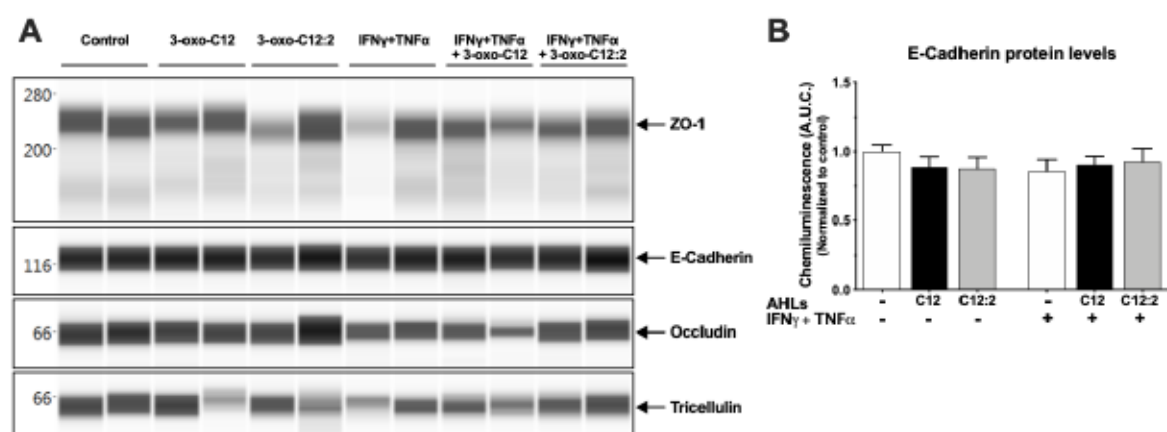 A
Control 3-oxo-C12 3-oxo-C12:2 IFNγ+TNFα IFNγ+TNFα IFNγ+TNFα
+ 3-oxo-C12 + 3-oxo-C12:2
280
ZO-1
200
116
E-Cadherin
66
Occludin
66
Tricellulin
B
E-Cadherin protein levels
Chemiluminescence (A.U.C.)
(Normalized to control)
1.5
1.0
0.5
0.0
AHLs - C12 C12:2 - C12 C12:2
IFNγ + TNFα - - - + + +